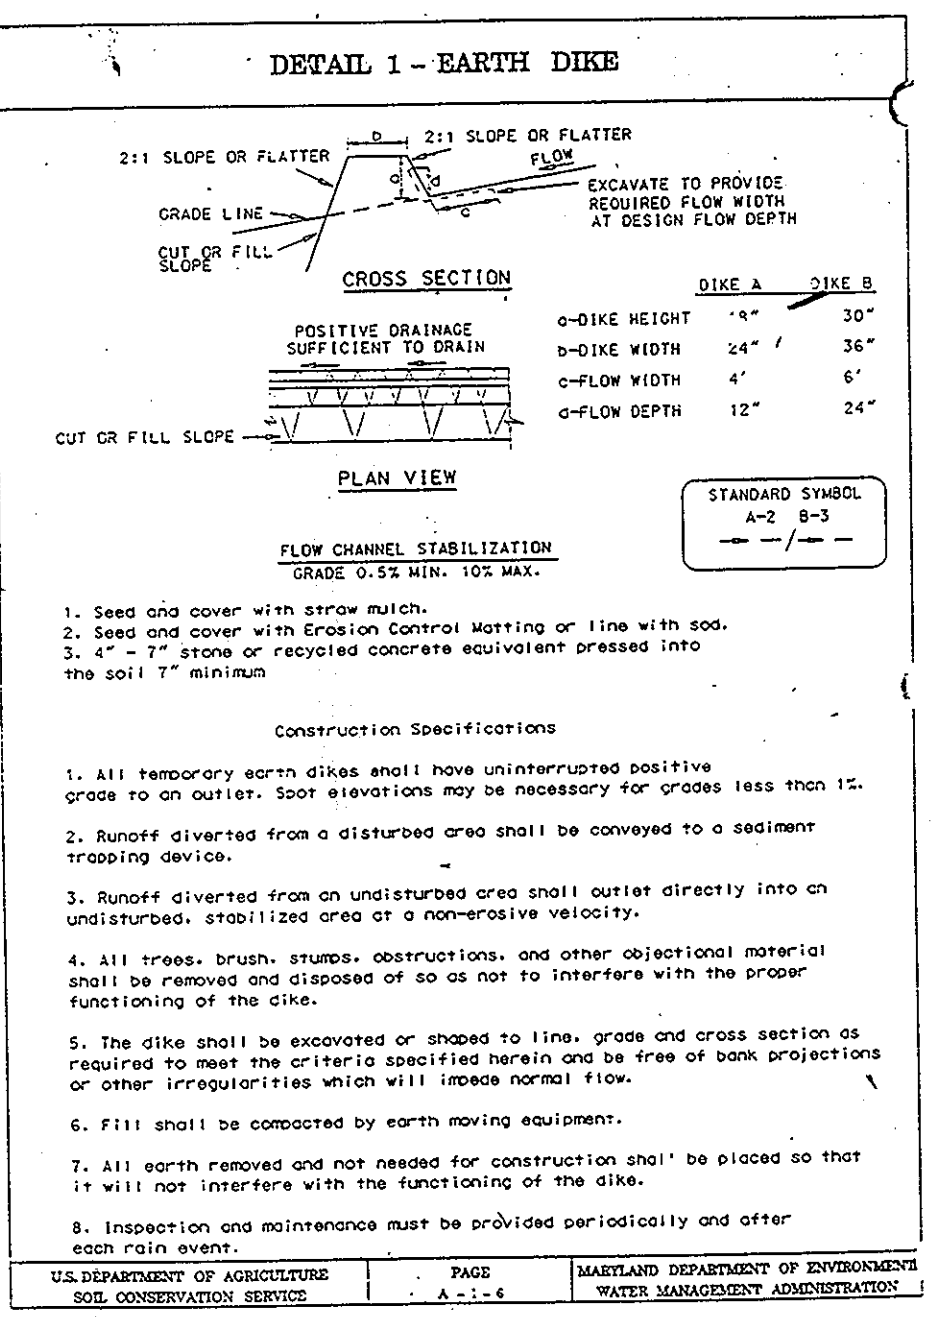 DETAIL 1 - EARTH DIKE
b
2:1 SLOPE OR FLATTER
2:1 SLOPE OR FLATTER
FLOW
a
d
EXCAVATE TO PROVIDE
REQUIRED FLOW WIDTH
AT DESIGN FLOW DEPTH
GRADE LINE
c
CUT OR FILL
SLOPE
CROSS SECTION
DIKE A DIKE B
a-DIKE HEIGHT 18" 30"
b-DIKE WIDTH 24" 36"
c-FLOW WIDTH 4' 6'
d-FLOW DEPTH 12" 24"
POSITIVE DRAINAGE
SUFFICIENT TO DRAIN
CUT OR FILL SLOPE
PLAN VIEW
STANDARD SYMBOL
A-2 B-3
FLOW CHANNEL STABILIZATION
GRADE 0.5% MIN. 10% MAX.
1. Seed and cover with straw mulch.
2. Seed and cover with Erosion Control Matting or line with sod.
3. 4" - 7" stone or recycled concrete equivalent pressed into
the soil 7" minimum
Construction Specifications
1. All temporary earth dikes shall have uninterrupted positive
grade to an outlet. Spot elevations may be necessary for grades less than 1%.
2. Runoff diverted from a disturbed area shall be conveyed to a sediment
trapping device.
3. Runoff diverted from an undisturbed area shall outlet directly into an
undisturbed, stabilized area at a non-erosive velocity.
4. All trees, brush, stumps, obstructions, and other objectional material
shall be removed and disposed of so as not to interfere with the proper
functioning of the dike.
5. The dike shall be excavated or shaped to line, grade and cross section as
required to meet the criteria specified herein and be free of bank projections
or other irregularities which will impede normal flow.
6. Fill shall be compacted by earth moving equipment.
7. All earth removed and not needed for construction shall be placed so that
it will not interfere with the functioning of the dike.
8. Inspection and maintenance must be provided periodically and after
each rain event.
U.S. DEPARTMENT OF AGRICULTURE
SOIL CONSERVATION SERVICE
PAGE
A - 1 - 6
MARYLAND DEPARTMENT OF ENVIRONMENT
WATER MANAGEMENT ADMINISTRATION